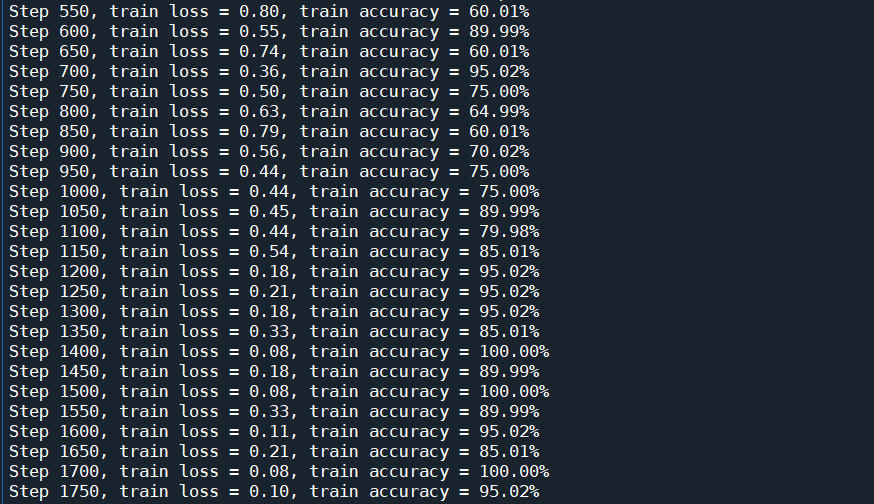 Step 550, train loss = 0.80, train accuracy = 60.01%
Step 600, train loss = 0.55, train accuracy = 89.99%
Step 650, train loss = 0.74, train accuracy = 60.01%
Step 700, train loss = 0.36, train accuracy = 95.02%
Step 750, train loss = 0.50, train accuracy = 75.00%
Step 800, train loss = 0.63, train accuracy = 64.99%
Step 850, train loss = 0.79, train accuracy = 60.01%
Step 900, train loss = 0.56, train accuracy = 70.02%
Step 950, train loss = 0.44, train accuracy = 75.00%
Step 1000, train loss = 0.44, train accuracy = 75.00%
Step 1050, train loss = 0.45, train accuracy = 89.99%
Step 1100, train loss = 0.44, train accuracy = 79.98%
Step 1150, train loss = 0.54, train accuracy = 85.01%
Step 1200, train loss = 0.18, train accuracy = 95.02%
Step 1250, train loss = 0.21, train accuracy = 95.02%
Step 1300, train loss = 0.18, train accuracy = 95.02%
Step 1350, train loss = 0.33, train accuracy = 85.01%
Step 1400, train loss = 0.08, train accuracy = 100.00%
Step 1450, train loss = 0.18, train accuracy = 89.99%
Step 1500, train loss = 0.08, train accuracy = 100.00%
Step 1550, train loss = 0.33, train accuracy = 89.99%
Step 1600, train loss = 0.11, train accuracy = 95.02%
Step 1650, train loss = 0.21, train accuracy = 85.01%
Step 1700, train loss = 0.08, train accuracy = 100.00%
Step 1750, train loss = 0.10, train accuracy = 95.02%